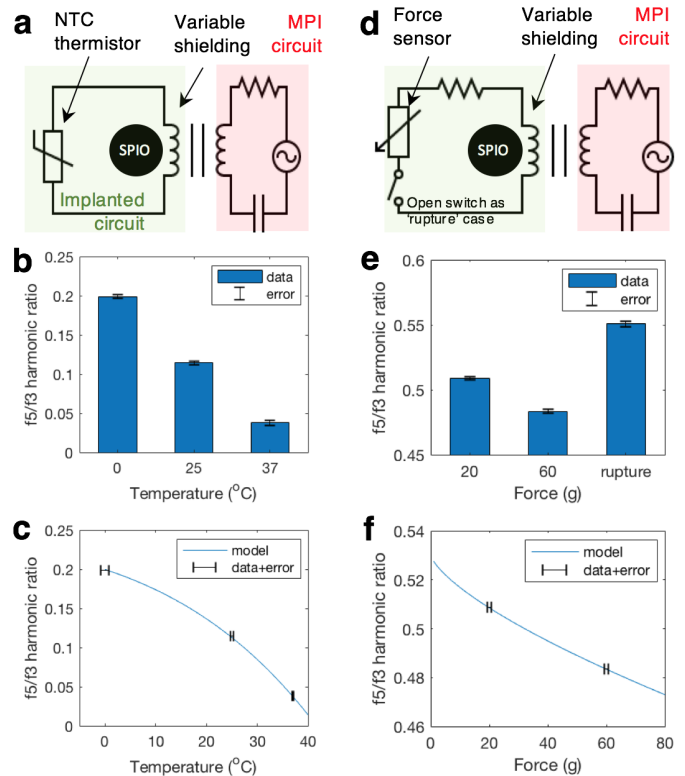 a
NTC
thermistor
Variable
shielding
MPI
circuit
SPIO
Implanted
circuit
d
Force
sensor
Variable
shielding
MPI
circuit
SPIO
Open switch as
'rupture' case
b
0.25
0.2
0.15
0.1
0.05
0
f5/f3 harmonic ratio
data
error
0
25
37
Temperature (°C)
e
0.6
0.55
0.5
0.45
f5/f3 harmonic ratio
data
error
20
60
rupture
Force (g)
c
0.25
0.2
0.15
0.1
0.05
0
f5/f3 harmonic ratio
model
data+error
0
10
20
30
40
Temperature (°C)
f
0.54
0.52
0.5
0.48
0.46
f5/f3 harmonic ratio
model
data+error
0
20
40
60
80
Force (g)